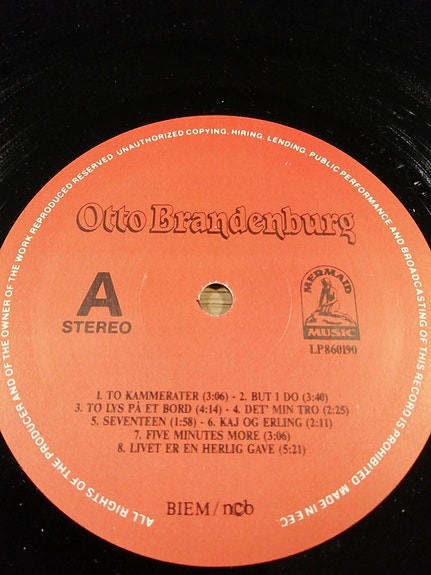 ALL RIGHTS OF THE PRODUCER AND OF THE OWNER OF THE WORK REPRODUCED RESERVED. UNAUTHORIZED COPYING. HIRING. LENDING. PUBLIC PERFORMANCE AND BROADCASTING OF THIS RECORD IS PROHIBITED. MADE IN EEC.
Otto Brandenburg
A
STEREO
MERMAID
MUSIC
LP 860190
1. TO KAMMERATER (3:06) - 2. BUT I DO (3:40)
3. TO LYS PÅ ET BORD (4:14) - 4. DET' MIN TRO (2:25)
5. SEVENTEEN (1:58) - 6. KAJ OG ERLING (2:11)
7. FIVE MINUTES MORE (3:06)
8. LIVET ER EN HERLIG GAVE (5:21)
BIEM / ncb